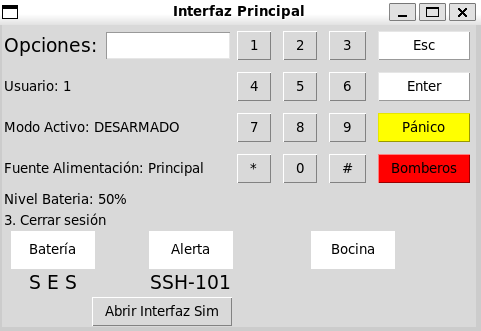 Interfaz Principal
Opciones: 1 2 3 Esc
Usuario: 1 4 5 6 Enter
Modo Activo: DESARMADO 7 8 9 Pánico
Fuente Alimentación: Principal * 0 # Bomberos
Nivel Bateria: 50%
3. Cerrar sesión
Batería Alerta Bocina
S E S SSH-101
Abrir Interfaz Sim